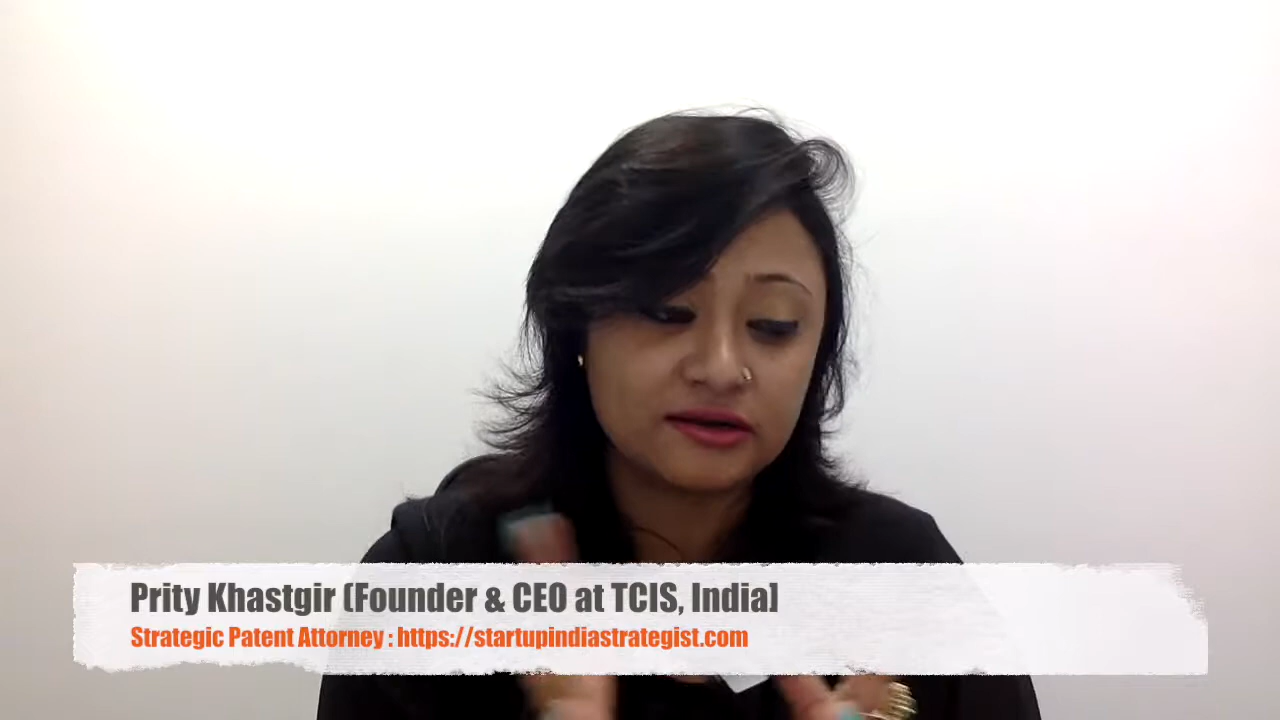 Prity Khastgir (Founder & CEO at TCIS, India]
Strategic Patent Attorney : https://startupindiastrategist.com